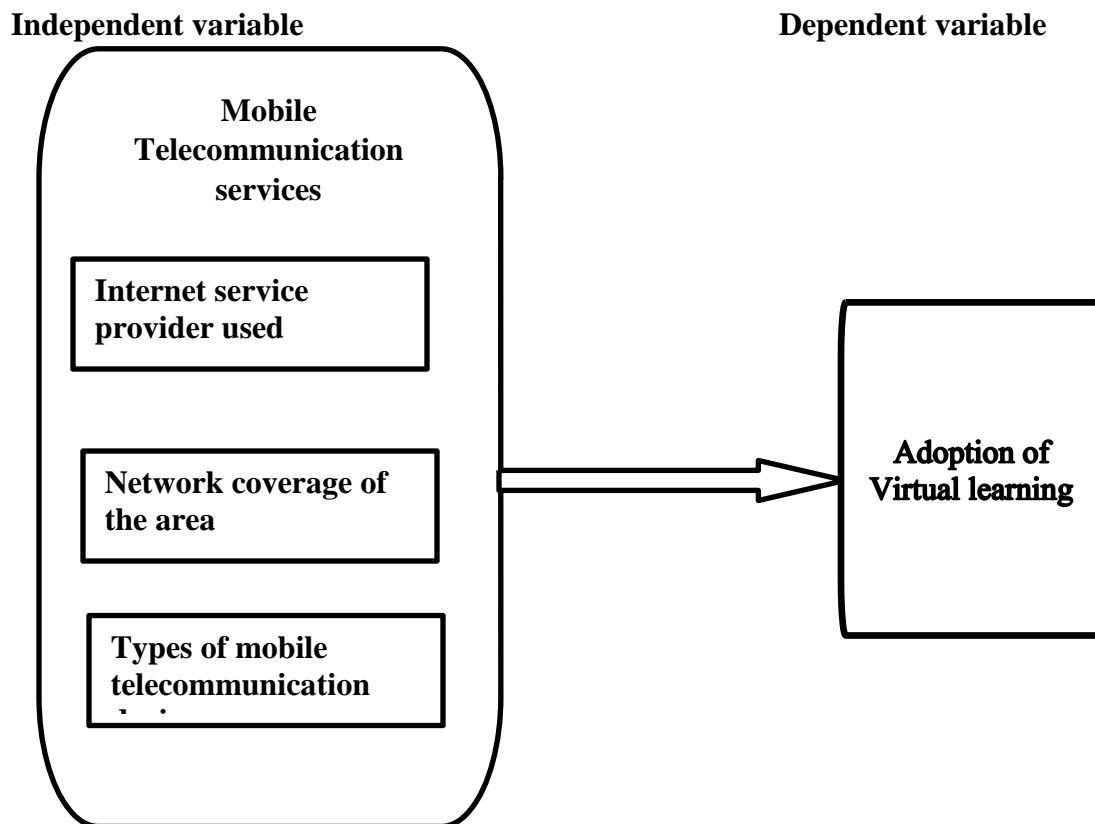 Independent variable
Dependent variable
Mobile
Telecommunication
services
Internet service
provider used
Network coverage of
the area
Types of mobile
telecommunication
Adoption of
Virtual learning